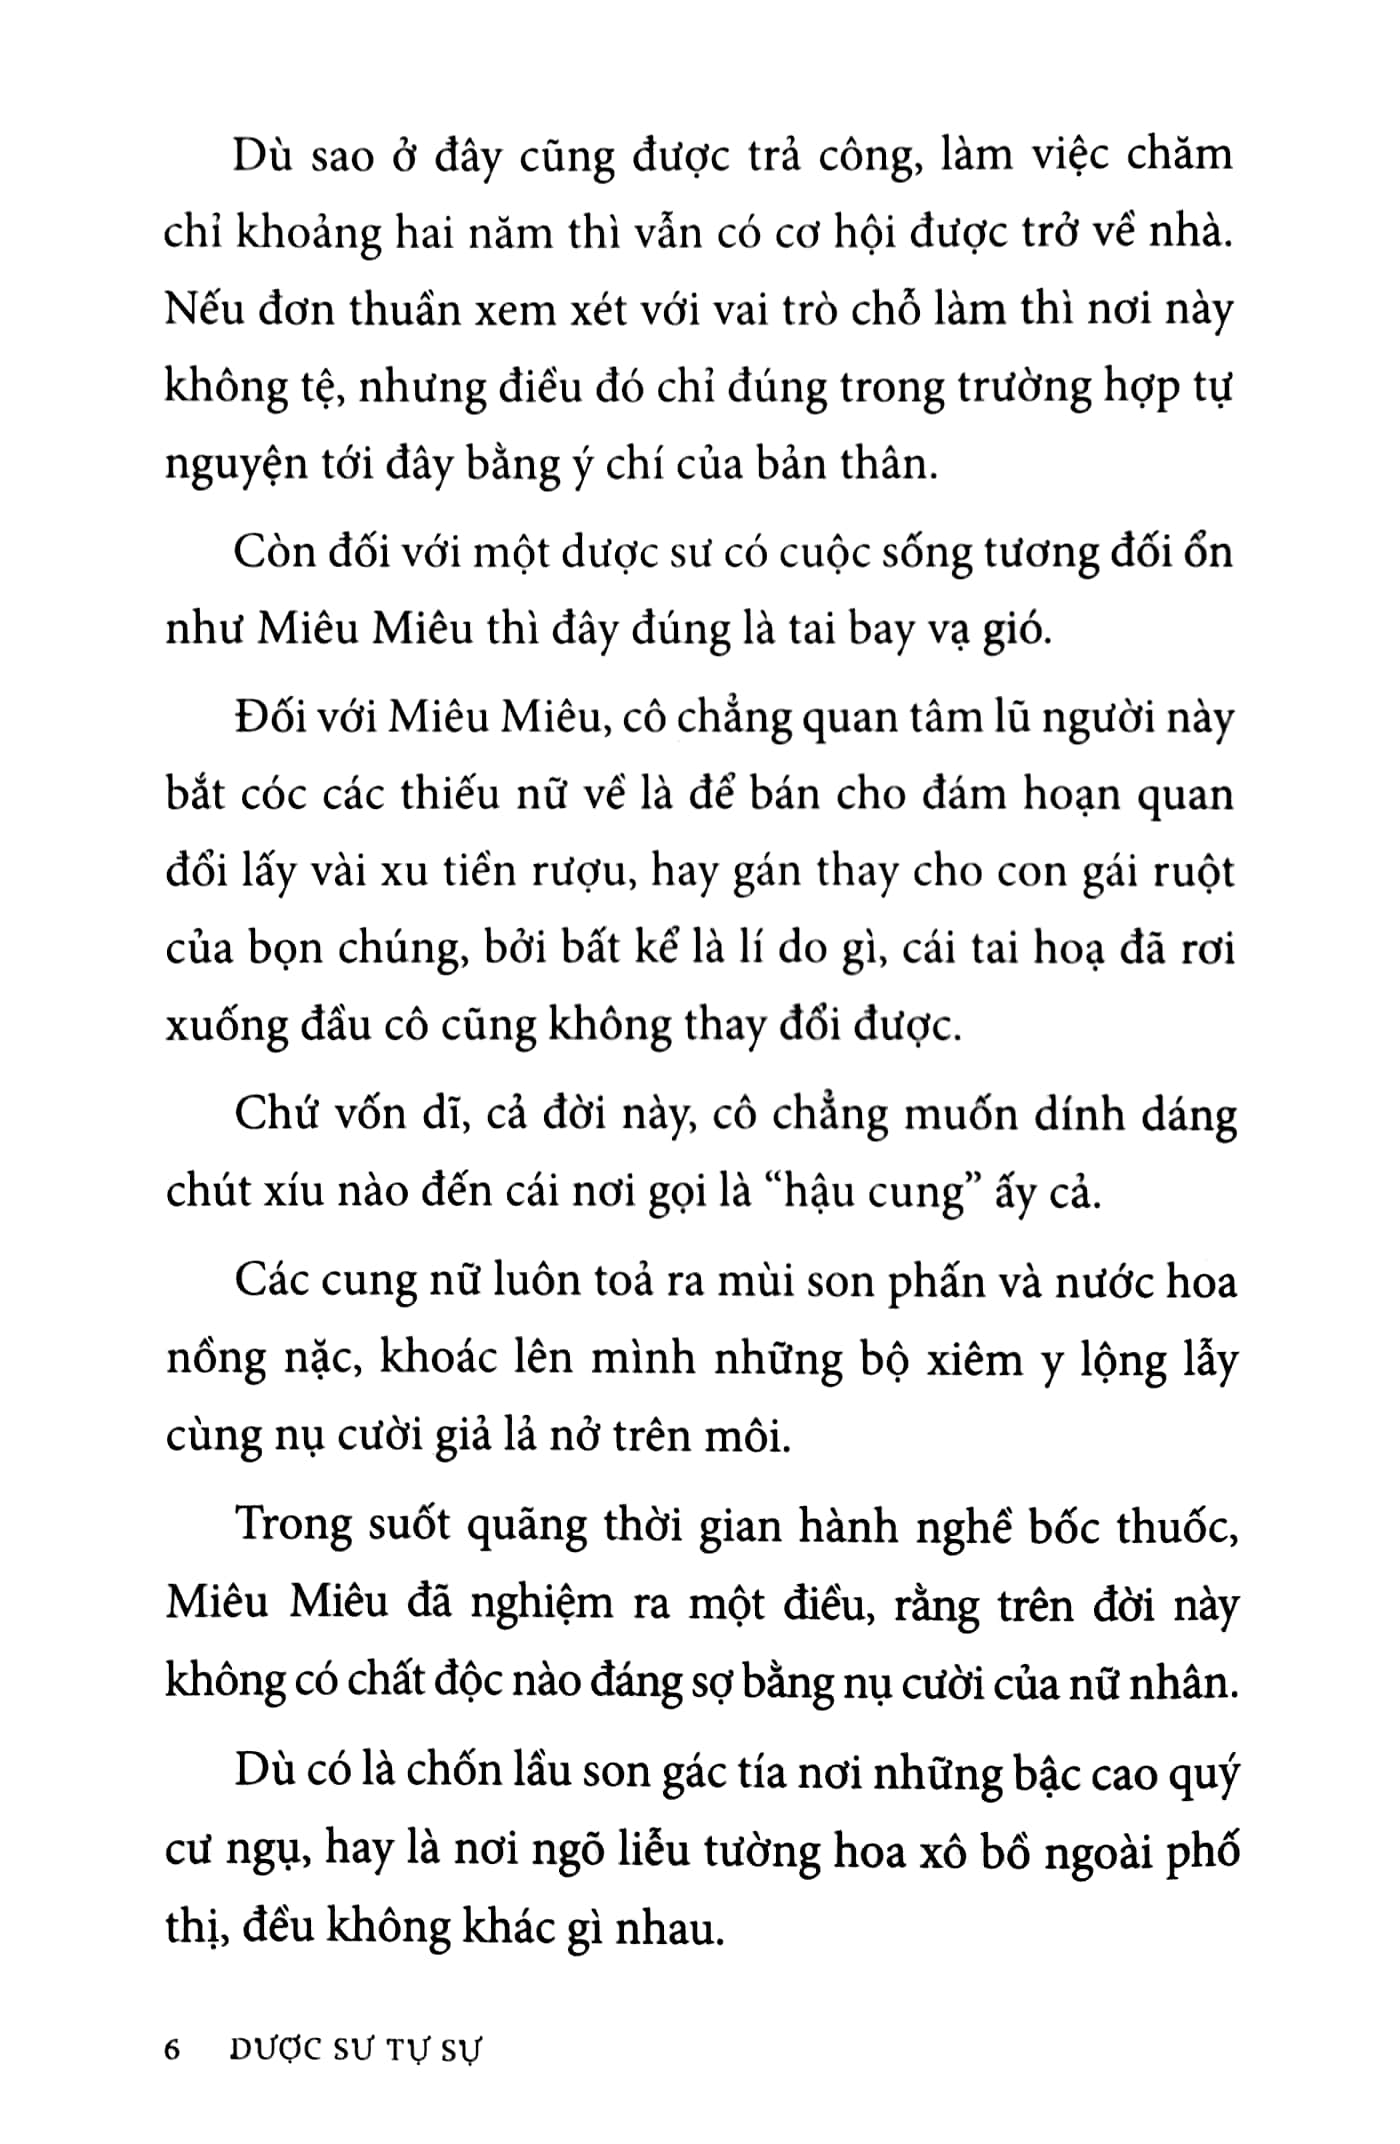 Dù sao ở đây cũng được trả công, làm việc chăm
chỉ khoảng hai năm thì vẫn có cơ hội được trở về nhà.
Nếu đơn thuần xem xét với vai trò chỗ làm thì nơi này
không tệ, nhưng điều đó chỉ đúng trong trường hợp tự
nguyện tới đây bằng ý chí của bản thân.
Còn đối với một dược sư có cuộc sống tương đối ổn
như Miêu Miêu thì đây đúng là tai bay vạ gió.
Đối với Miêu Miêu, cô chẳng quan tâm lũ người này
bắt cóc các thiếu nữ về là để bán cho đám hoạn quan
đổi lấy vài xu tiền rượu, hay gán thay cho con gái ruột
của bọn chúng, bởi bất kể là lí do gì, cái tai hoạ đã rơi
xuống đầu cô cũng không thay đổi được.
Chứ vốn dĩ, cả đời này, cô chẳng muốn dính dáng
chút xíu nào đến cái nơi gọi là “hậu cung” ấy cả.
Các cung nữ luôn toả ra mùi son phấn và nước hoa
nồng nặc, khoác lên mình những bộ xiêm y lộng lẫy
cùng nụ cười giả lả nở trên môi.
Trong suốt quãng thời gian hành nghề bốc thuốc,
Miêu Miêu đã nghiệm ra một điều, rằng trên đời này
không có chất độc nào đáng sợ bằng nụ cười của nữ nhân.
Dù có là chốn lầu son gác tía nơi những bậc cao quý
cư ngụ, hay là nơi ngõ liễu tường hoa xô bồ ngoài phố
thị, đều không khác gì nhau.
6 DƯỢC SƯ TỰ SỰ